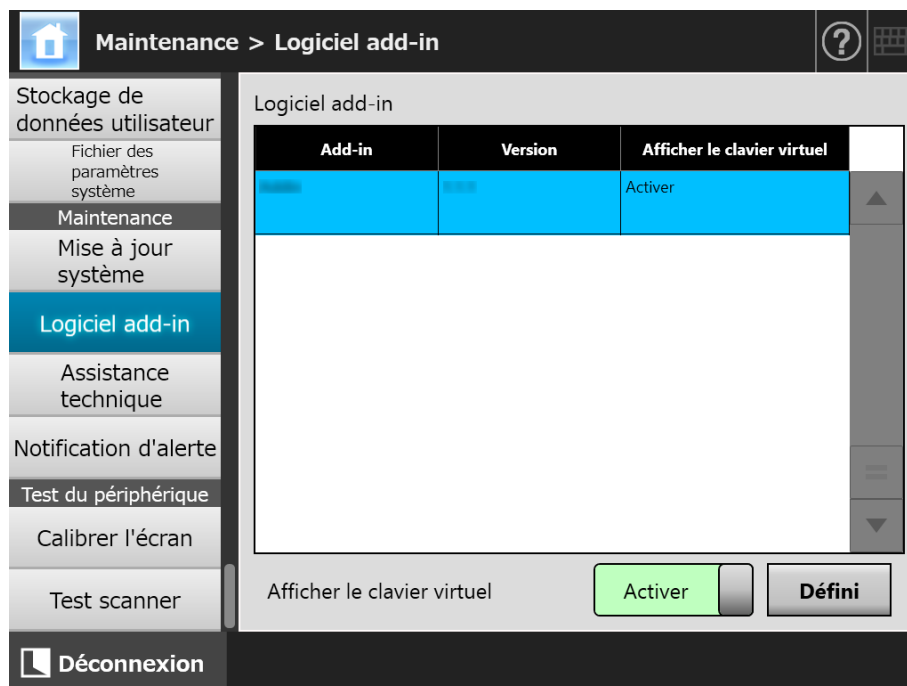 Maintenance > Logiciel add-in
?
Stockage de
données utilisateur
Fichier des
paramètres
système
Maintenance
Mise à jour
système
Logiciel add-in
Assistance
technique
Notification d'alerte
Test du périphérique
Calibrer l'écran
Test scanner
Déconnexion
Logiciel add-in
Add-in Version Afficher le clavier virtuel
Activer
Afficher le clavier virtuel Activer Défini